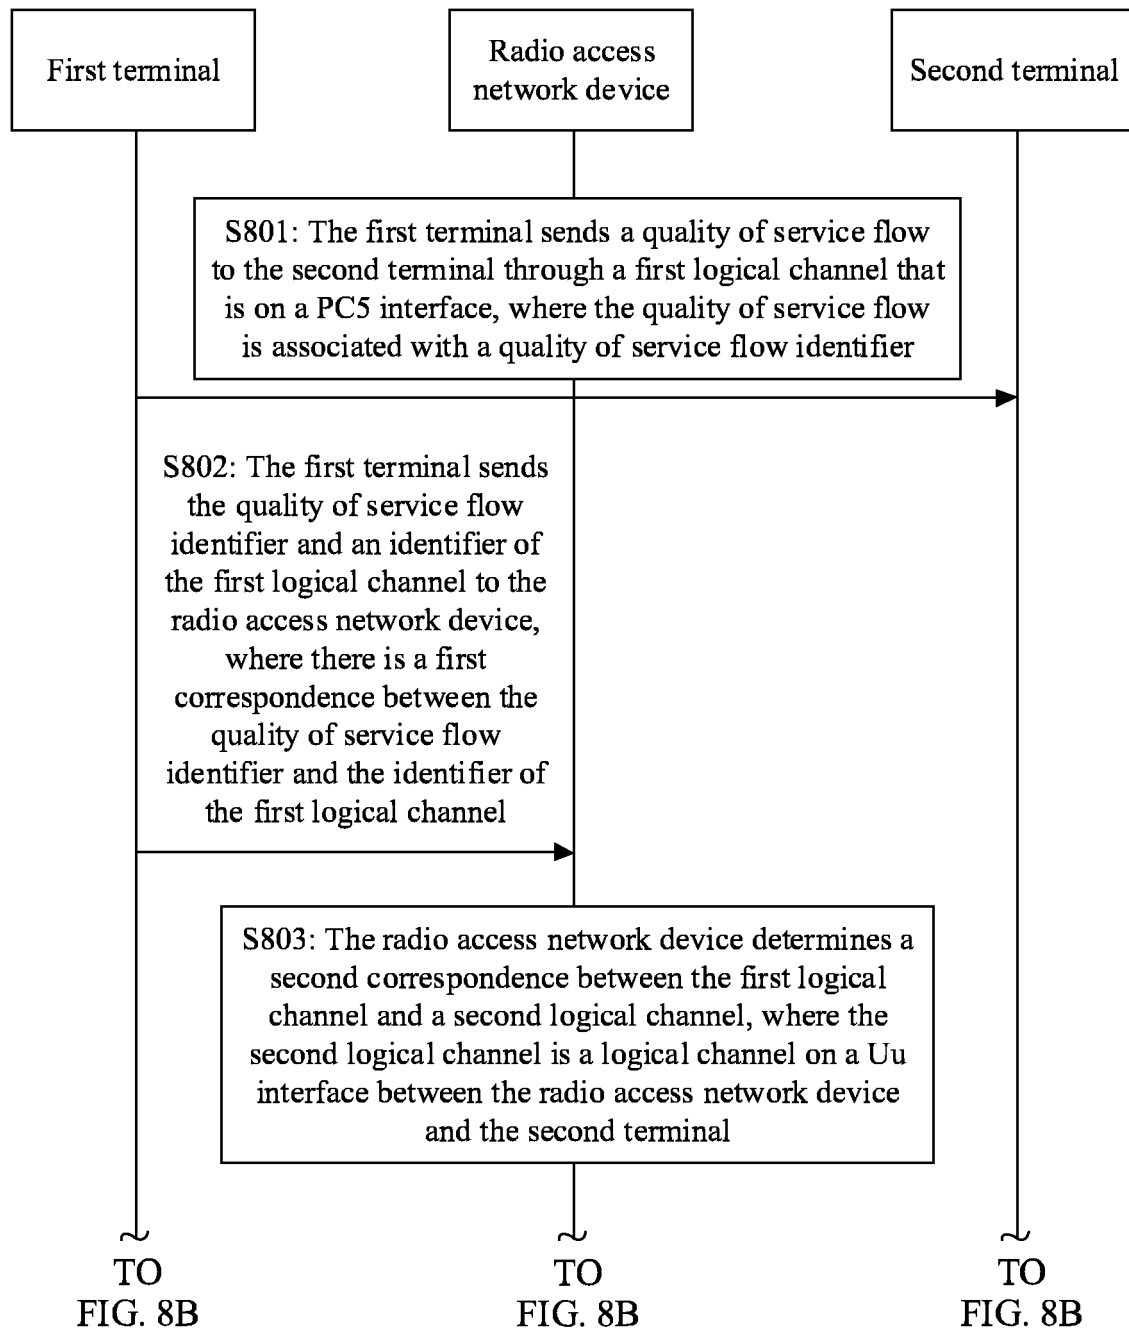 First terminal
Radio access
network device
Second terminal
S801: The first terminal sends a quality of service flow
to the second terminal through a first logical channel that
is on a PC5 interface, where the quality of service flow
is associated with a quality of service flow identifier
S802: The first terminal sends
the quality of service flow
identifier and an identifier of
the first logical channel to the
radio access network device,
where there is a first
correspondence between the
quality of service flow
identifier and the identifier of
the first logical channel
S803: The radio access network device determines a
second correspondence between the first logical
channel and a second logical channel, where the
second logical channel is a logical channel on a Uu
interface between the radio access network device
and the second terminal
TO
FIG. 8B
TO
FIG. 8B
TO
FIG. 8B